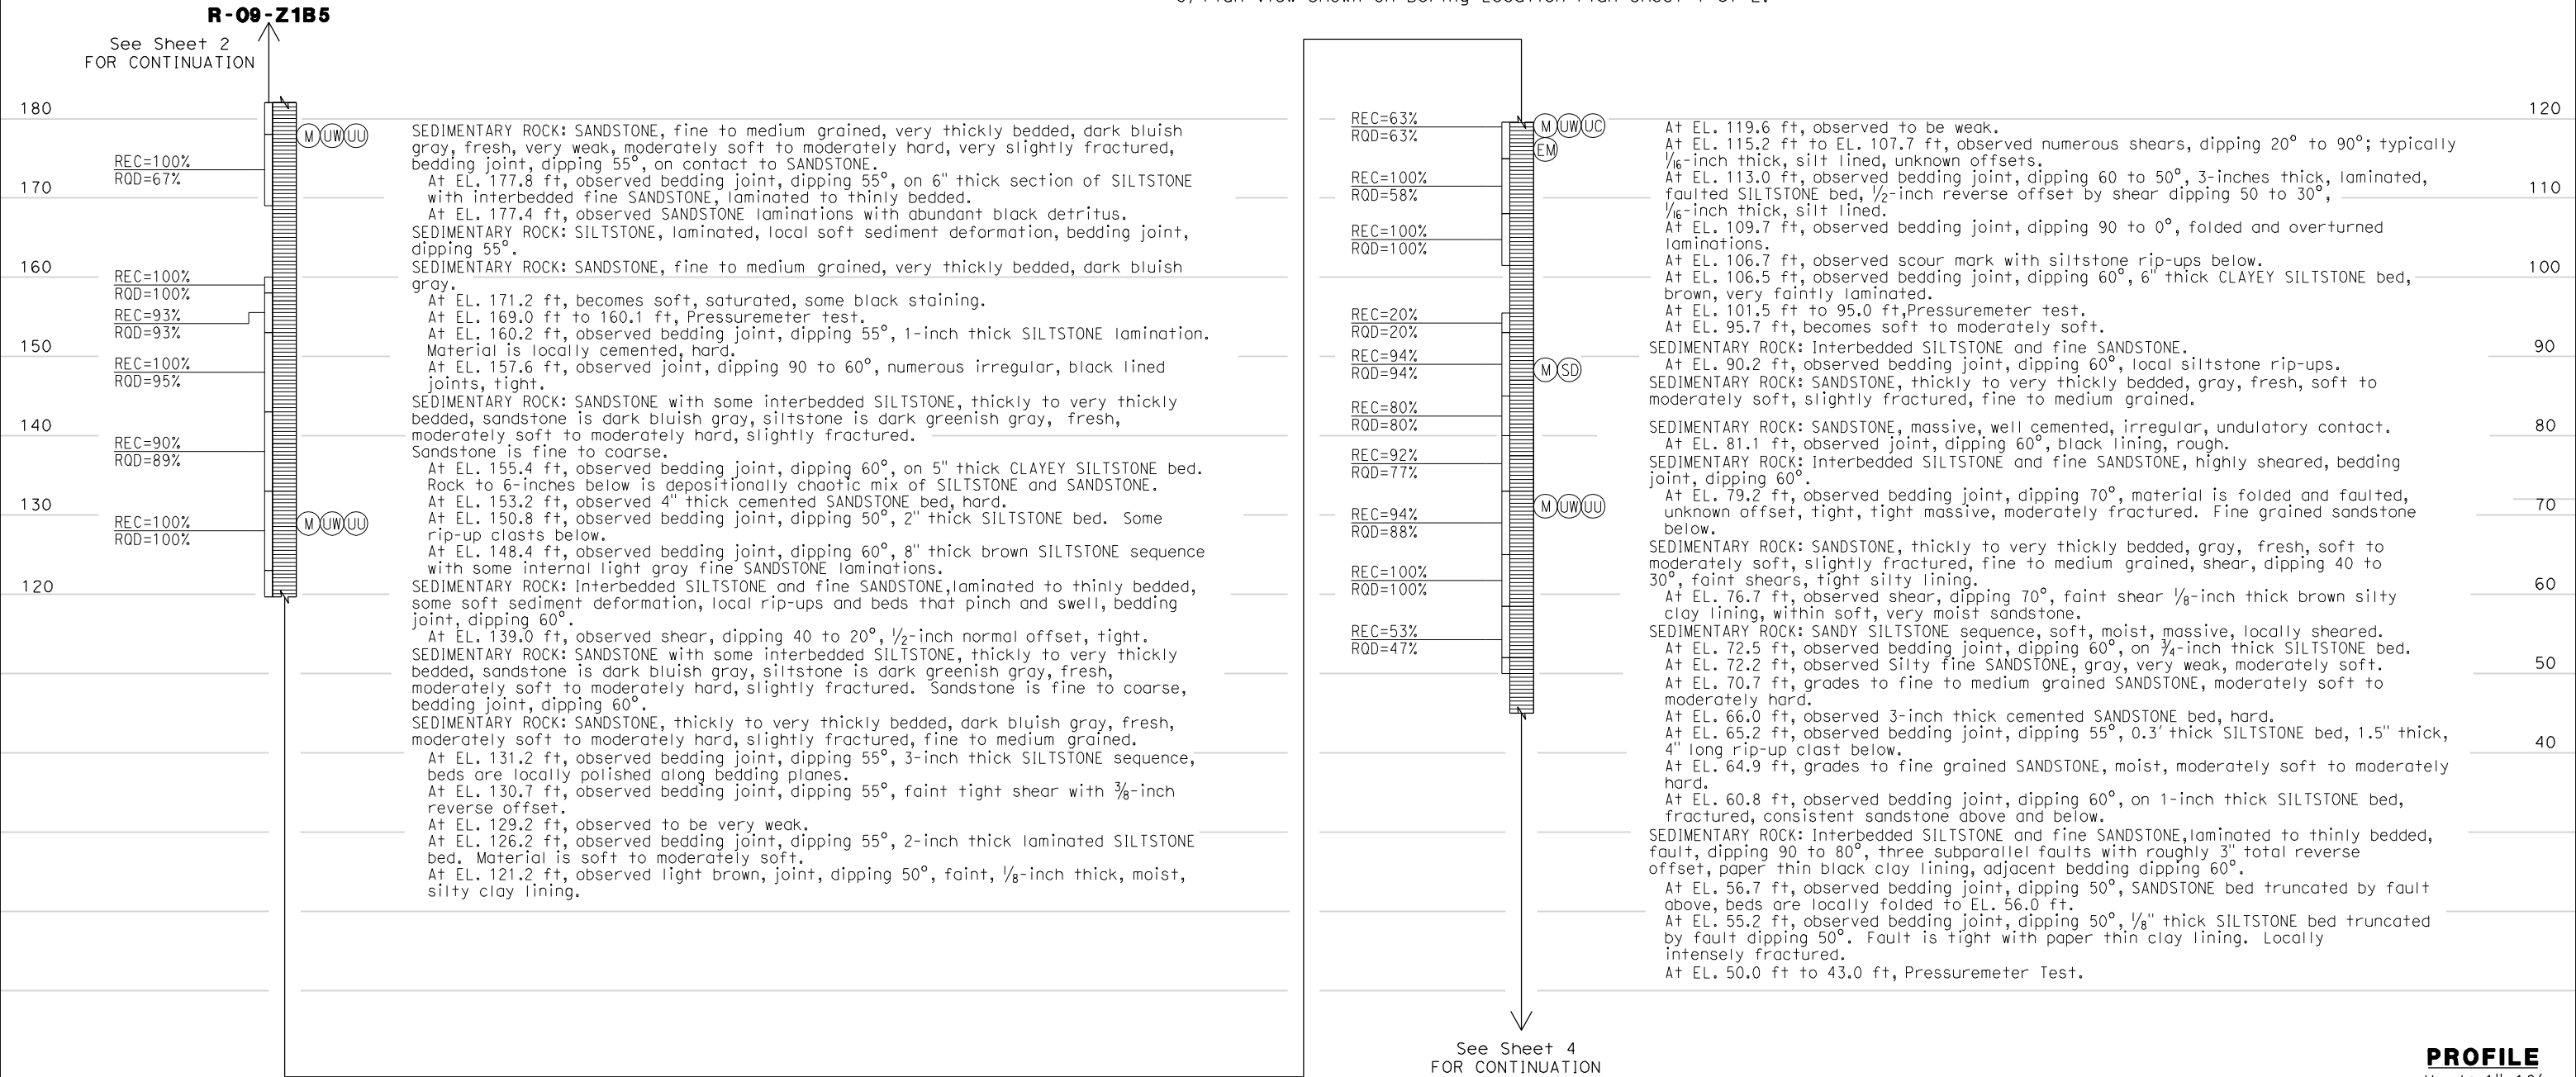 R-09-Z1B5
See Sheet 2
FOR CONTINUATION
180
170
160
150
140
130
120
REC=100%
RQD=67%
REC=100%
RQD=100%
REC=93%
RQD=93%
REC=100%
RQD=95%
REC=90%
RQD=89%
REC=100%
RQD=100%
M UW UU
M UW UU
SEDIMENTARY ROCK: SANDSTONE, fine to medium grained, very thickly bedded, dark bluish
gray, fresh, very weak, moderately soft to moderately hard, very slightly fractured,
bedding joint, dipping 55°, on contact to SANDSTONE.
At EL. 177.8 ft, observed bedding joint, dipping 55°, on 6" thick section of SILTSTONE
with interbedded fine SANDSTONE, laminated to thinly bedded.
At EL. 177.4 ft, observed SANDSTONE laminations with abundant black detritus.
SEDIMENTARY ROCK: SILTSTONE, laminated, local soft sediment deformation, bedding joint,
dipping 55°.
SEDIMENTARY ROCK: SANDSTONE, fine to medium grained, very thickly bedded, dark bluish
gray.
At EL. 171.2 ft, becomes soft, saturated, some black staining.
At EL. 169.0 ft to 160.1 ft, Pressuremeter test.
At EL. 160.2 ft, observed bedding joint, dipping 55°, 1-inch thick SILTSTONE lamination.
Material is locally cemented, hard.
At EL. 157.6 ft, observed joint, dipping 90 to 60°, numerous irregular, black lined
joints, tight.
SEDIMENTARY ROCK: SANDSTONE with some interbedded SILTSTONE, thickly to very thickly
bedded, sandstone is dark bluish gray, siltstone is dark greenish gray, fresh,
moderately soft to moderately hard, slightly fractured.
Sandstone is fine to coarse.
At EL. 155.4 ft, observed bedding joint, dipping 60°, on 5" thick CLAYEY SILTSTONE bed.
Rock to 6-inches below is depositionally chaotic mix of SILTSTONE and SANDSTONE.
At EL. 153.2 ft, observed 4" thick cemented SANDSTONE bed, hard.
At EL. 150.8 ft, observed bedding joint, dipping 50°, 2" thick SILTSTONE bed. Some
rip-up clasts below.
At EL. 148.4 ft, observed bedding joint, dipping 60°, 8" thick brown SILTSTONE sequence
with some internal light gray fine SANDSTONE laminations.
SEDIMENTARY ROCK: Interbedded SILTSTONE and fine SANDSTONE,laminated to thinly bedded,
some soft sediment deformation, local rip-ups and beds that pinch and swell, bedding
joint, dipping 60°.
At EL. 139.0 ft, observed shear, dipping 40 to 20°, 1/2-inch normal offset, tight.
SEDIMENTARY ROCK: SANDSTONE with some interbedded SILTSTONE, thickly to very thickly
bedded, sandstone is dark bluish gray, siltstone is dark greenish gray, fresh,
moderately soft to moderately hard, slightly fractured. Sandstone is fine to coarse,
bedding joint, dipping 60°.
SEDIMENTARY ROCK: SANDSTONE, thickly to very thickly bedded, dark bluish gray, fresh,
moderately soft to moderately hard, slightly fractured, fine to medium grained.
At EL. 131.2 ft, observed bedding joint, dipping 55°, 3-inch thick SILTSTONE sequence,
beds are locally polished along bedding planes.
At EL. 130.7 ft, observed bedding joint, dipping 55°, faint tight shear with 3/8-inch
reverse offset.
At EL. 129.2 ft, observed to be very weak.
At EL. 126.2 ft, observed bedding joint, dipping 55°, 2-inch thick laminated SILTSTONE
bed. Material is soft to moderately soft.
At EL. 121.2 ft, observed light brown, joint, dipping 50°, faint, 1/8-inch thick, moist,
silty clay lining.
REC=63%
RQD=63%
REC=100%
RQD=58%
REC=100%
RQD=100%
REC=20%
RQD=20%
REC=94%
RQD=94%
REC=80%
RQD=80%
REC=92%
RQD=77%
REC=94%
RQD=88%
REC=100%
RQD=100%
REC=53%
RQD=47%
M UW UC
EM
M SD
M UW UU
At EL. 119.6 ft, observed to be weak.
At EL. 115.2 ft to EL. 107.7 ft, observed numerous shears, dipping 20° to 90°; typically
1/16-inch thick, silt lined, unknown offsets.
At EL. 113.0 ft, observed bedding joint, dipping 60 to 50°, 3-inches thick, laminated,
faulted SILTSTONE bed, 1/2-inch reverse offset by shear dipping 50 to 30°,
1/16-inch thick, silt lined.
At EL. 109.7 ft, observed bedding joint, dipping 90 to 0°, folded and overturned
laminations.
At EL. 106.7 ft, observed scour mark with siltstone rip-ups below.
At EL. 106.5 ft, observed bedding joint, dipping 60°, 6" thick CLAYEY SILTSTONE bed,
brown, very faintly laminated.
At EL. 101.5 ft to 95.0 ft,Pressuremeter test.
At EL. 95.7 ft, becomes soft to moderately soft.
SEDIMENTARY ROCK: Interbedded SILTSTONE and fine SANDSTONE.
At EL. 90.2 ft, observed bedding joint, dipping 60°, local siltstone rip-ups.
SEDIMENTARY ROCK: SANDSTONE, thickly to very thickly bedded, gray, fresh, soft to
moderately soft, slightly fractured, fine to medium grained.
SEDIMENTARY ROCK: SANDSTONE, massive, well cemented, irregular, undulatory contact.
At EL. 81.1 ft, observed joint, dipping 60°, black lining, rough.
SEDIMENTARY ROCK: Interbedded SILTSTONE and fine SANDSTONE, highly sheared, bedding
joint, dipping 60°.
At EL. 79.2 ft, observed bedding joint, dipping 70°, material is folded and faulted,
unknown offset, tight, tight massive, moderately fractured. Fine grained sandstone
below.
SEDIMENTARY ROCK: SANDSTONE, thickly to very thickly bedded, gray, fresh, soft to
moderately soft, slightly fractured, fine to medium grained, shear, dipping 40 to
30°, faint shears, tight silty lining.
At EL. 76.7 ft, observed shear, dipping 70°, faint shear 1/8-inch thick brown silty
clay lining, within soft, very moist sandstone.
SEDIMENTARY ROCK: SANDY SILTSTONE sequence, soft, moist, massive, locally sheared.
At EL. 72.5 ft, observed bedding joint, dipping 60°, on 3/4-inch thick SILTSTONE bed.
At EL. 72.2 ft, observed Silty fine SANDSTONE, gray, very weak, moderately soft.
At EL. 70.7 ft, grades to fine to medium grained SANDSTONE, moderately soft to
moderately hard.
At EL. 66.0 ft, observed 3-inch thick cemented SANDSTONE bed, hard.
At EL. 65.2 ft, observed bedding joint, dipping 55°, 0.3' thick SILTSTONE bed, 1.5" thick,
4" long rip-up clast below.
At EL. 64.9 ft, grades to fine grained SANDSTONE, moist, moderately soft to moderately
hard.
At EL. 60.8 ft, observed bedding joint, dipping 60°, on 1-inch thick SILTSTONE bed,
fractured, consistent sandstone above and below.
SEDIMENTARY ROCK: Interbedded SILTSTONE and fine SANDSTONE,laminated to thinly bedded,
fault, dipping 90 to 80°, three subparallel faults with roughly 3" total reverse
offset, paper thin black clay lining, adjacent bedding dipping 60°.
At EL. 56.7 ft, observed bedding joint, dipping 50°, SANDSTONE bed truncated by fault
above, beds are locally folded to EL. 56.0 ft.
At EL. 55.2 ft, observed bedding joint, dipping 50°, 1/8" thick SILTSTONE bed truncated
by fault dipping 50°. Fault is tight with paper thin clay lining. Locally
intensely fractured.
At EL. 50.0 ft to 43.0 ft, Pressuremeter Test.
120
110
100
90
80
70
60
50
40
See Sheet 4
FOR CONTINUATION
PROFILE